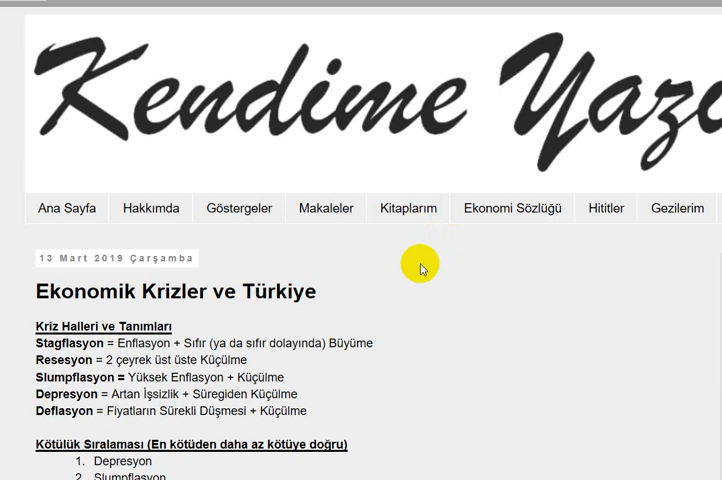 Kendime Yazı
Ana Sayfa Hakkımda Göstergeler Makaleler Kitaplarım Ekonomi Sözlüğü Hititler Gezilerim
13 Mart 2019 Çarşamba
Ekonomik Krizler ve Türkiye
Kriz Halleri ve Tanımları
Stagflasyon = Enflasyon + Sıfır (ya da sıfır dolayında) Büyüme
Resesyon = 2 çeyrek üst üste Küçülme
Slumpflasyon = Yüksek Enflasyon + Küçülme
Depresyon = Artan İşsizlik + Süregiden Küçülme
Deflasyon = Fiyatların Sürekli Düşmesi + Küçülme
Kötülük Sıralaması (En kötüden daha az kötüye doğru)
1. Depresyon
2. Slumpflasyon